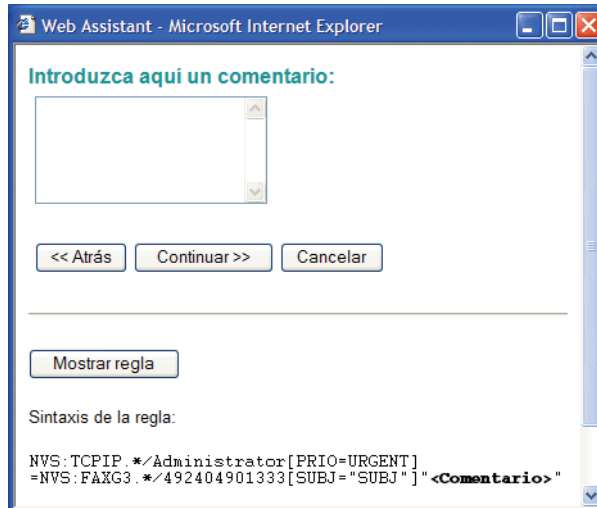 Web Assistant - Microsoft Internet Explorer
Introduzca aquí un comentario:
<< Atrás
Continuar >>
Cancelar
Mostrar regla
Sintaxis de la regla:
NVS:TCPIP.*/Administrator[PRIO=URGENT]
=NVS:FAXG3.*/492404901333[SUBJ="SUBJ"]"<Comentario>"